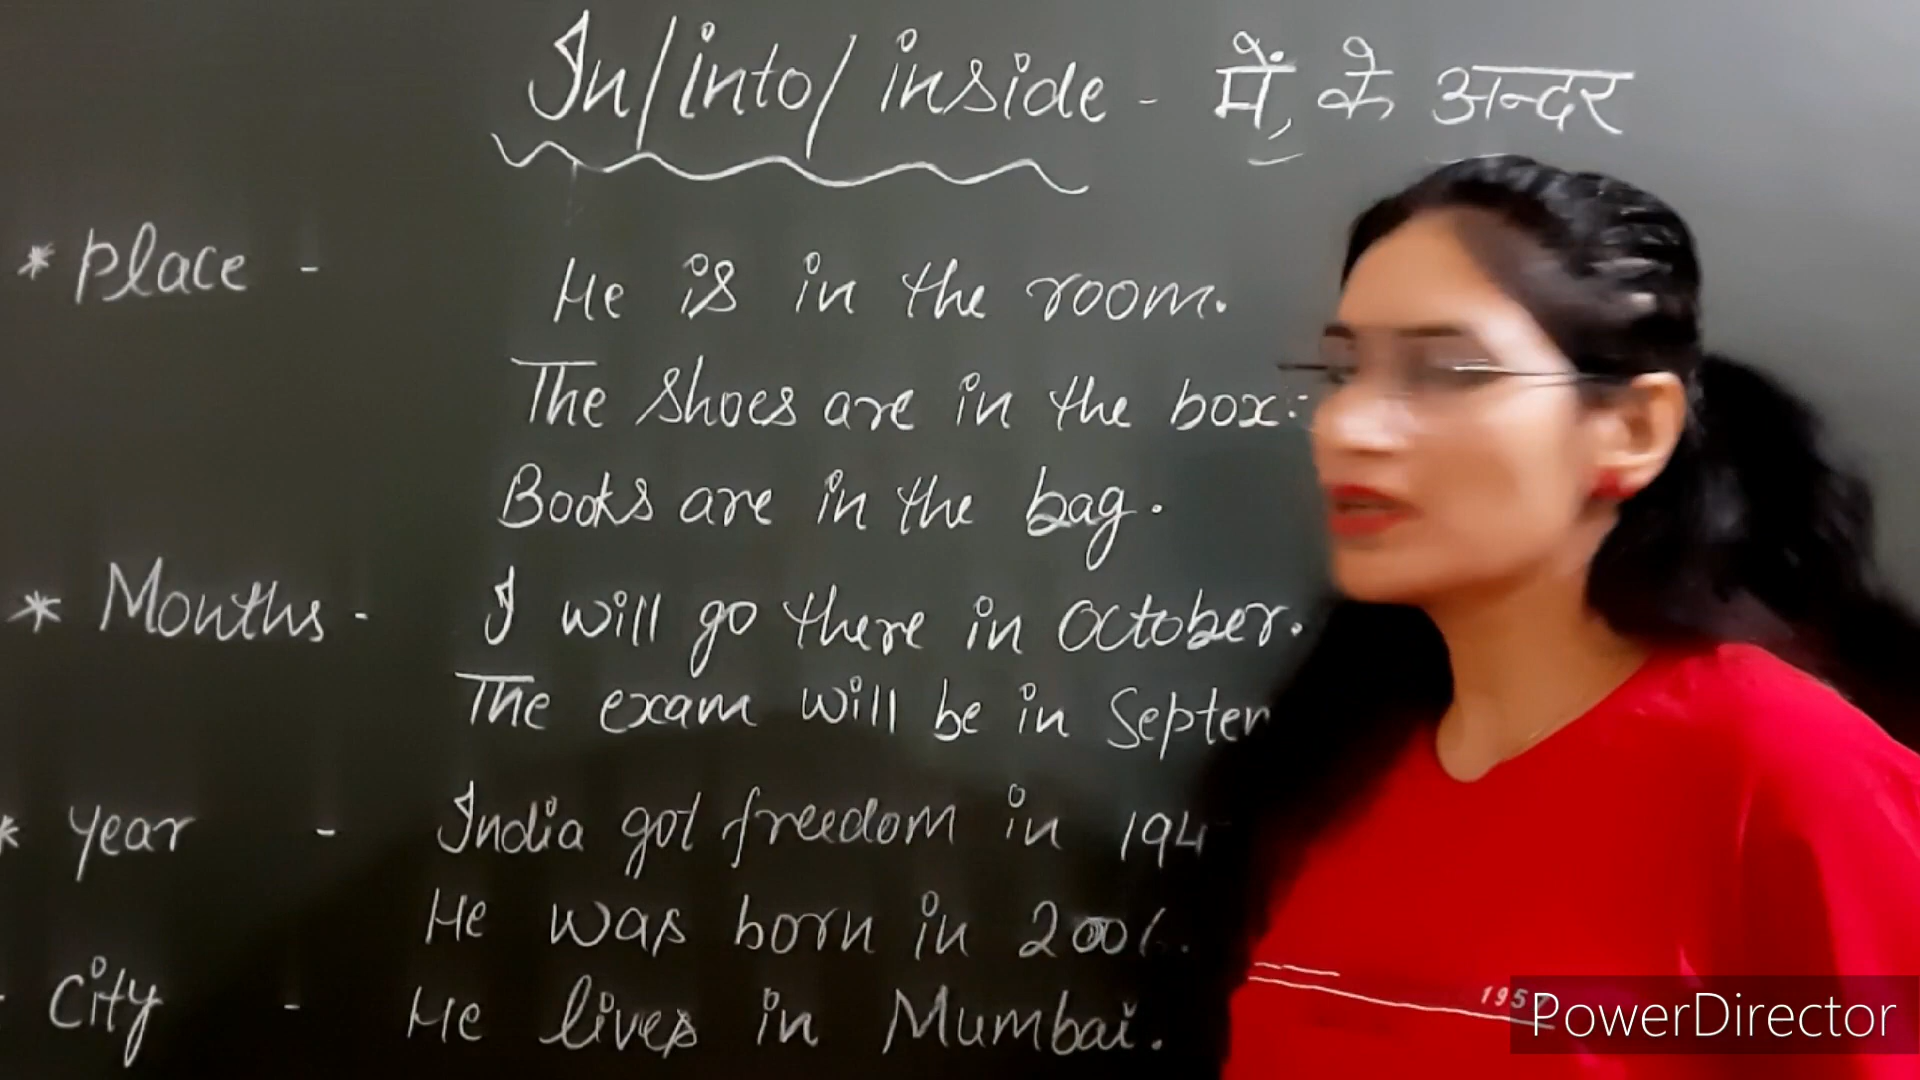 In/into/inside - में, के अन्दर
* place - He is in the room.
The shoes are in the box.
Books are in the bag.
* Months - I will go there in October.
The exam will be in Septem
* year - India got freedom in 194
He was born in
City - He lives in Mumbai.
195
PowerDirector